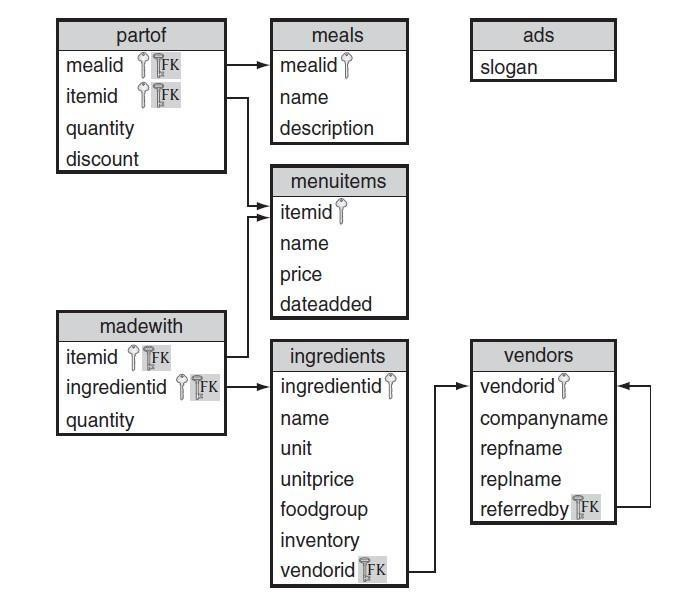 partof
mealid FK
itemid FK
quantity
discount
meals
mealid
name
description
ads
slogan
menuitems
itemid
name
price
dateadded
madewith
itemid FK
ingredientid FK
quantity
ingredients
ingredientid
name
unit
unitprice
foodgroup
inventory
vendorid FK
vendors
vendorid
companyname
repfname
replname
referredby FK